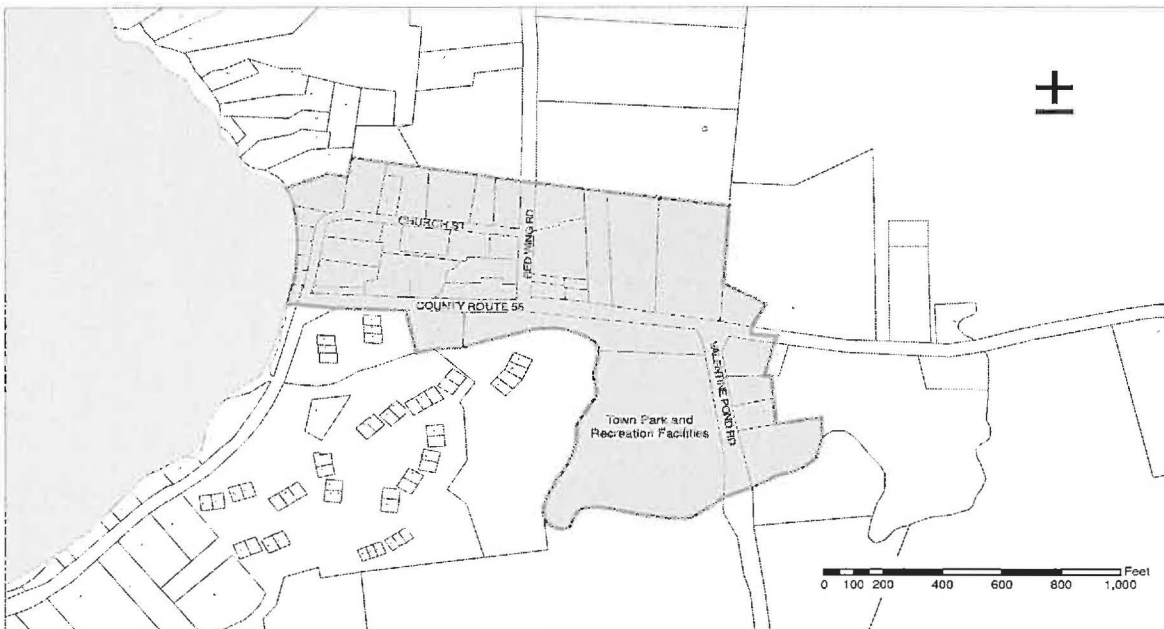 CHURCH ST
RED WING RD
COUNTY ROUTE 55
VALENTINE POND RD
Town Park and
Recreation Facilities
Feet
0 100 200 400 600 800 1,000